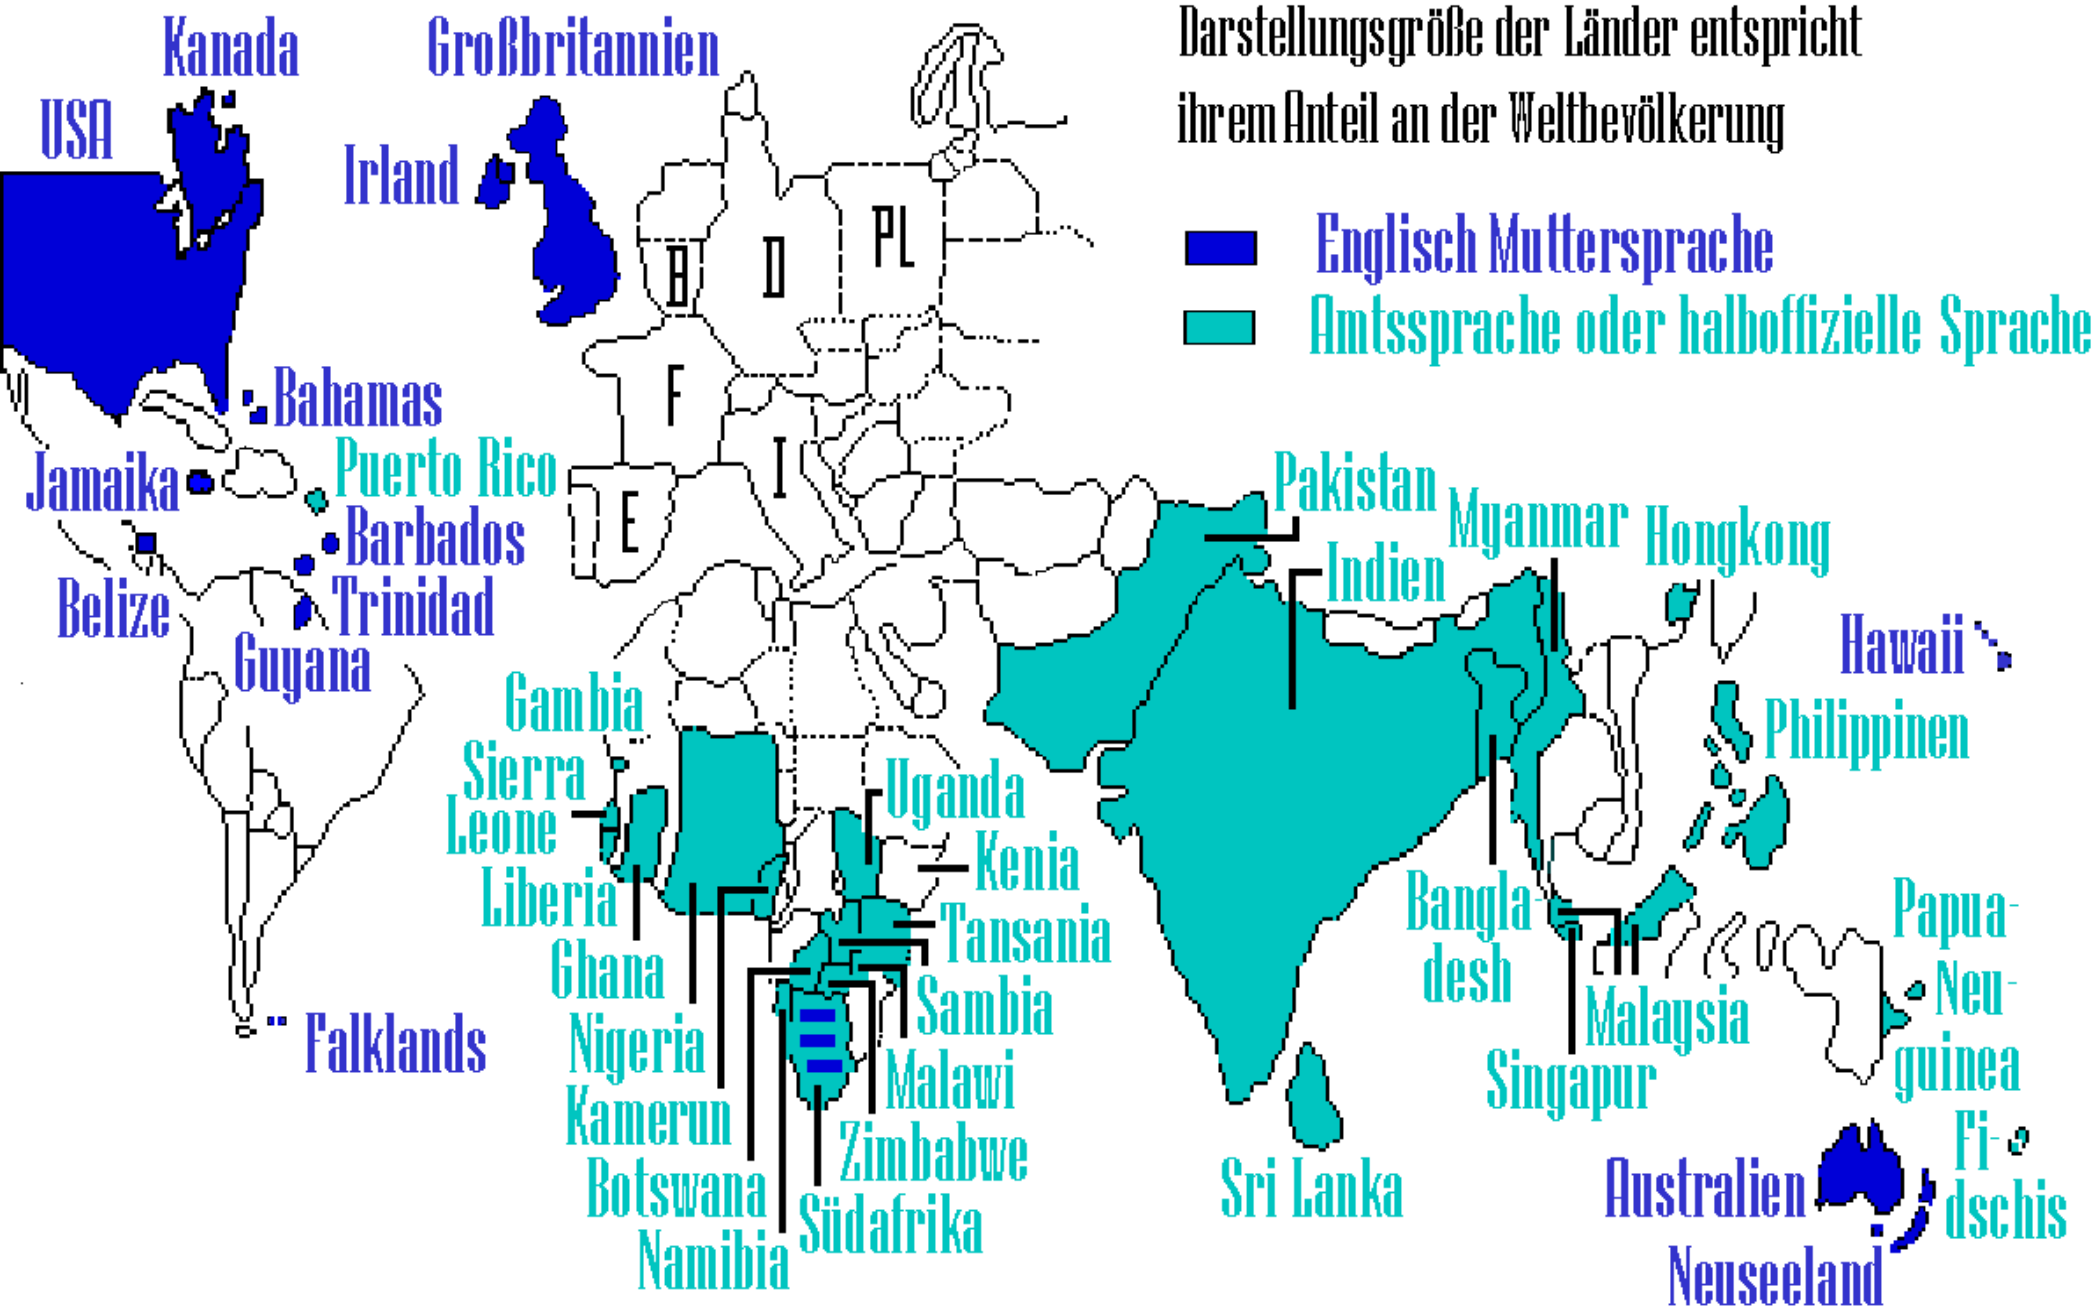 Darstellungsgröße der Länder entspricht
ihrem Anteil an der Weltbevölkerung
Englisch Muttersprache
Amtssprache oder halboffizielle Sprache
Kanada
Großbritannien
USA
Irland
B
D
PL
F
I
E
Bahamas
Jamaika
Puerto Rico
Barbados
Belize
Trinidad
Guyana
Falklands
Gambia
Sierra
Leone
Liberia
Ghana
Nigeria
Kamerun
Botswana
Namibia
Südafrika
Zimbabwe
Malawi
Sambia
Tansania
Kenia
Uganda
Pakistan
Indien
Myanmar
Hongkong
Hawaii
Philippinen
Bangla-
desh
Malaysia
Singapur
Sri Lanka
Papua-
Neu-
guinea
Fi-
dschis
Australien
Neuseeland